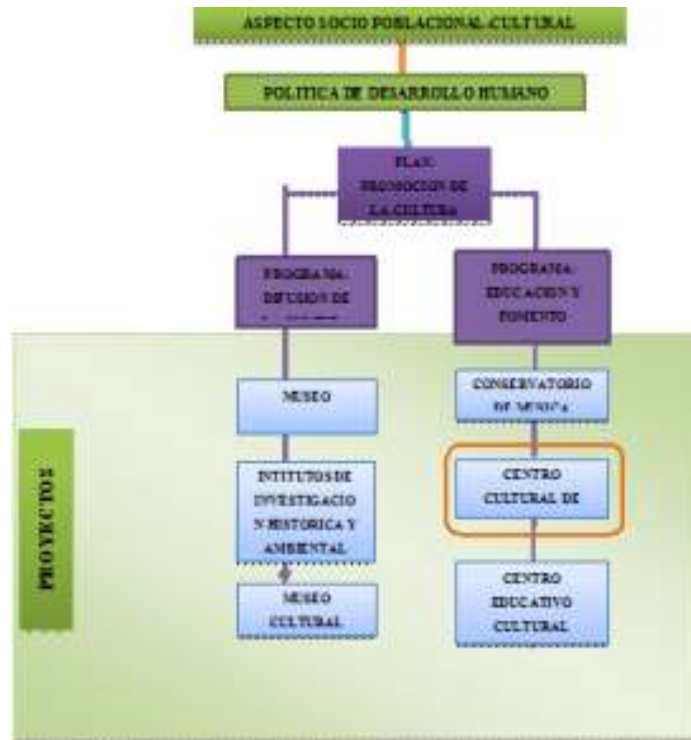 ASPECTO SOCIO POBLACIONAL-CULTURAL
POLITICA DE DESARROLLO HUMANO
PLAN:
PROMOCION DE
LA CULTURA
PROGRAMA:
DIFUSION DE
PROGRAMA:
EDUCACION Y
FOMENTO
MUSEO
INTITUTOS DE
INVESTIGACIO
N HISTORICA Y
AMBIENTAL
MUSEO
CULTURAL
CONSERVATORIO
DE MUSICA
CENTRO
CULTURAL DE
CENTRO
EDUCATIVO
CULTURAL
PROYECTOS